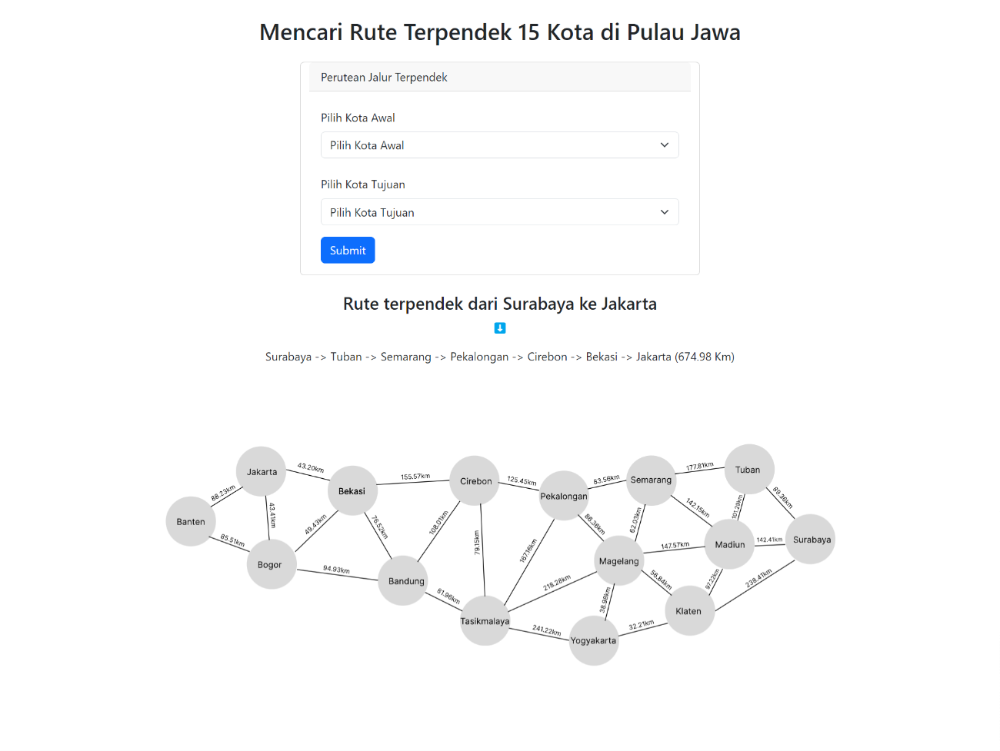 Mencari Rute Terpendek 15 Kota di Pulau Jawa
Perutean Jalur Terpendek
Pilih Kota Awal
Pilih Kota Awal
Pilih Kota Tujuan
Pilih Kota Tujuan
Submit
Rute terpendek dari Surabaya ke Jakarta
Surabaya -> Tuban -> Semarang -> Pekalongan -> Cirebon -> Bekasi -> Jakarta (674.98 Km)
Jakarta
43.20km
Bekasi
155.57km
Cirebon
125.45km
Pekalongan
83.56km
Semarang
177.81km
Tuban
89.36km
88.23km
43.41km
49.43km
76.52km
108.01km
79.15km
167.16km
86.36km
62.03km
142.15km
101.29km
Banten
85.51km
Bogor
94.93km
Bandung
81.96km
Tasikmalaya
218.28km
Magelang
147.57km
Madiun
142.41km
Surabaya
56.84km
97.22km
238.41km
38.98km
Klaten
241.22km
Yogyakarta
32.21km